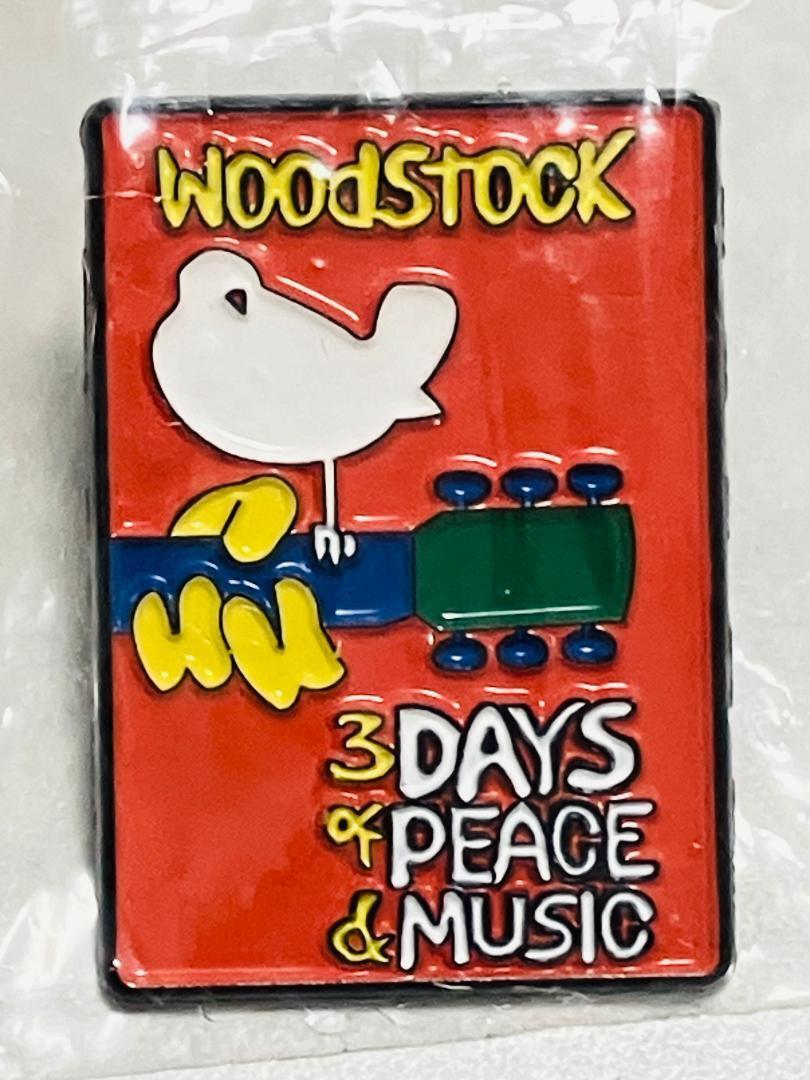 WOOdSTOCK
3 DAYS
of PEACE
& MUSIC